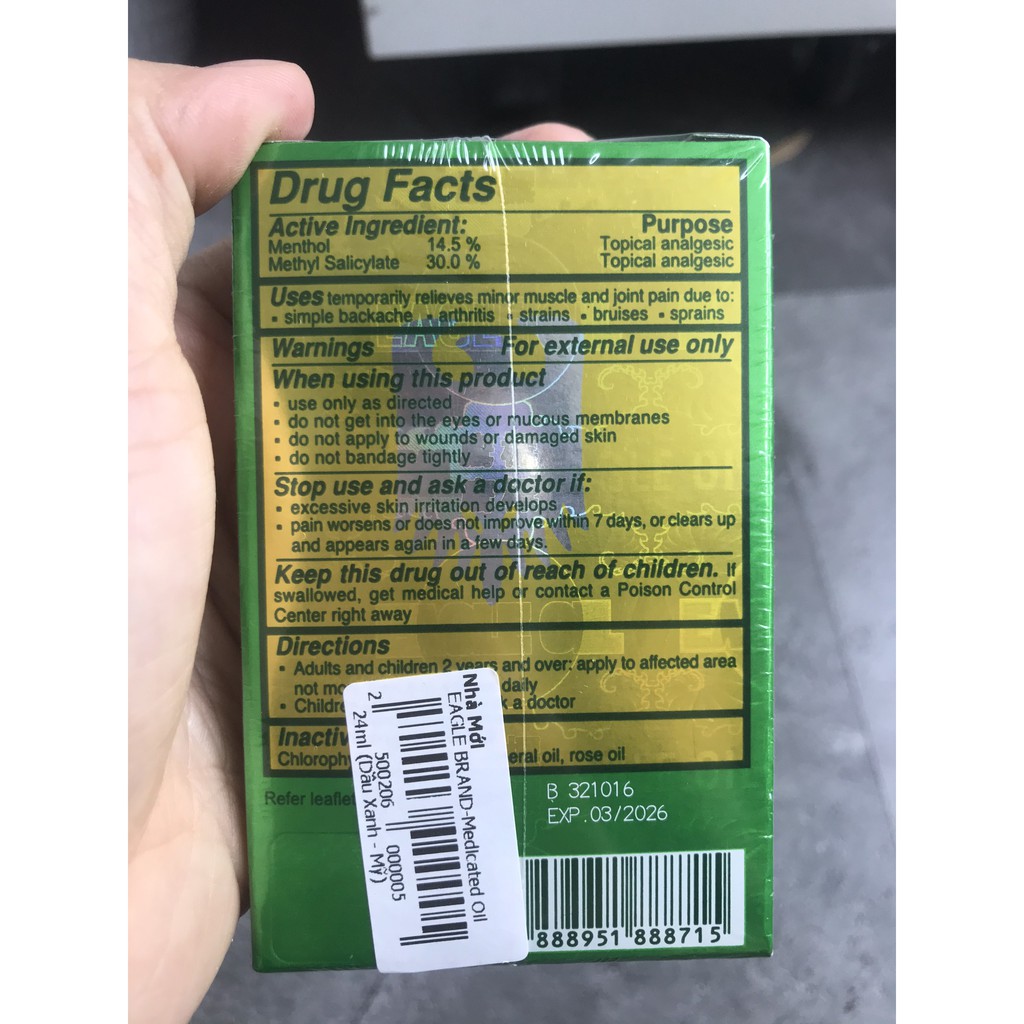 Drug Facts
Active Ingredient: Purpose
Menthol 14.5 % Topical analgesic
Methyl Salicylate 30.0 % Topical analgesic
Uses temporarily relieves minor muscle and joint pain due to:
• simple backache • arthritis • strains • bruises • sprains
Warnings For external use only
When using this product
• use only as directed
• do not get into the eyes or mucous membranes
• do not apply to wounds or damaged skin
• do not bandage tightly
Stop use and ask a doctor if:
• excessive skin irritation develops
• pain worsens or does not improve within 7 days, or clears up
and appears again in a few days.
Keep this drug out of reach of children. If
swallowed, get medical help or contact a Poison Control
Center right away
Directions
• Adults and children 2 years and over: apply to affected area
not daily
• a doctor
oil, rose oil
Refer
B 321016
EXP.03/2026
888951 888715
Nhà Mới
EAGLE BRAND-Medicated Oil
2 500206 000005
24ml (Dầu Xanh - Mỹ)